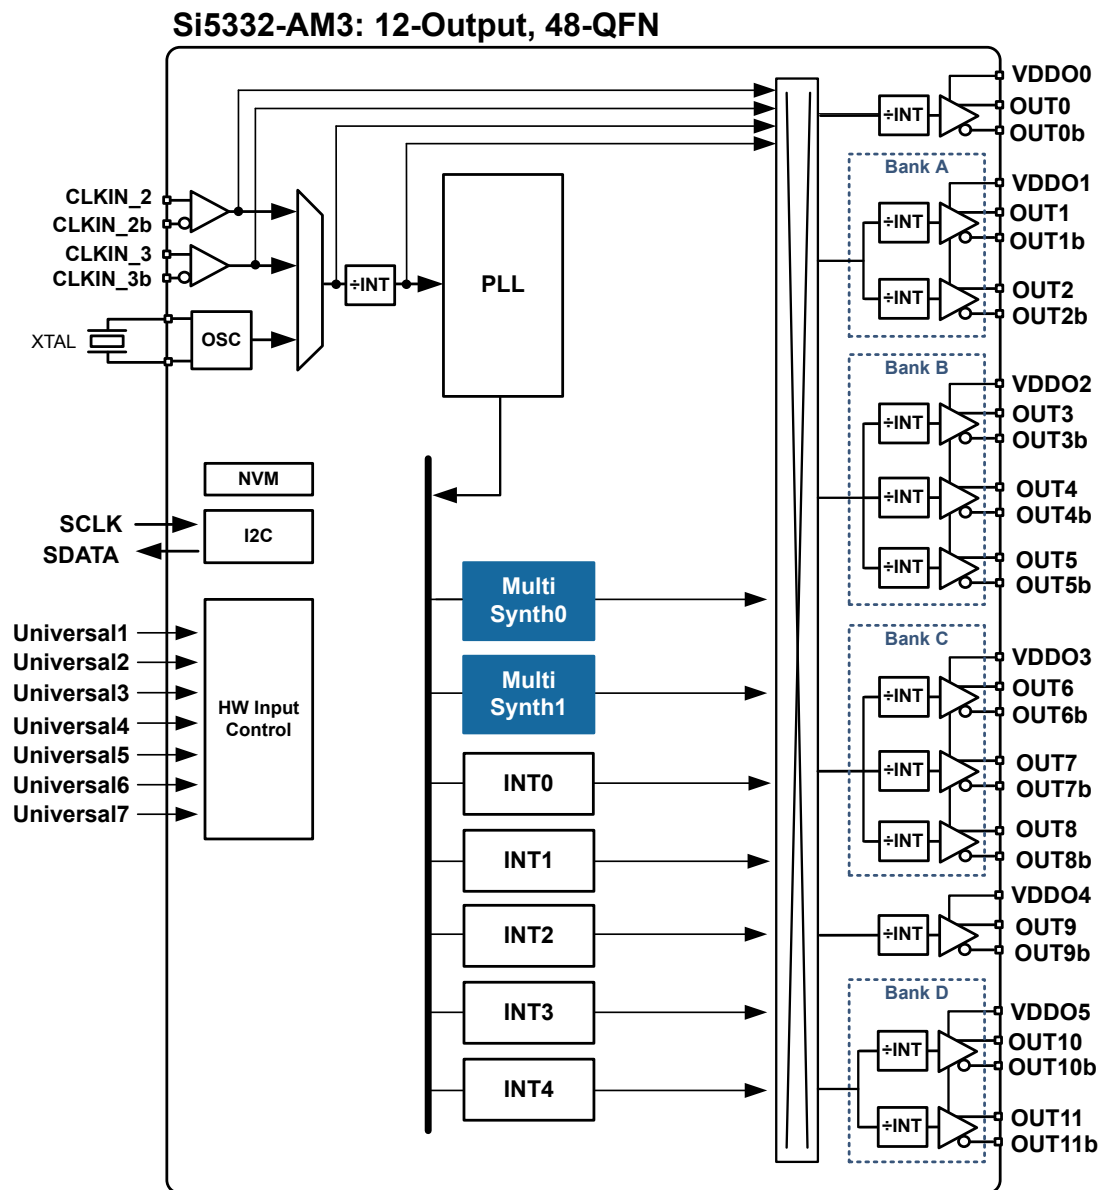 Si5332-AM3: 12-Output, 48-QFN
CLKIN_2
CLKIN_2b
CLKIN_3
CLKIN_3b
XTAL
OSC
÷INT
PLL
NVM
SCLK
SDATA
I2C
Universal1
Universal2
Universal3
Universal4
Universal5
Universal6
Universal7
HW Input
Control
Multi
Synth0
Multi
Synth1
INT0
INT1
INT2
INT3
INT4
÷INT
VDDO0
OUT0
OUT0b
Bank A
÷INT
÷INT
VDDO1
OUT1
OUT1b
OUT2
OUT2b
Bank B
÷INT
÷INT
÷INT
VDDO2
OUT3
OUT3b
OUT4
OUT4b
OUT5
OUT5b
Bank C
÷INT
÷INT
÷INT
VDDO3
OUT6
OUT6b
OUT7
OUT7b
OUT8
OUT8b
÷INT
VDDO4
OUT9
OUT9b
Bank D
÷INT
÷INT
VDDO5
OUT10
OUT10b
OUT11
OUT11b